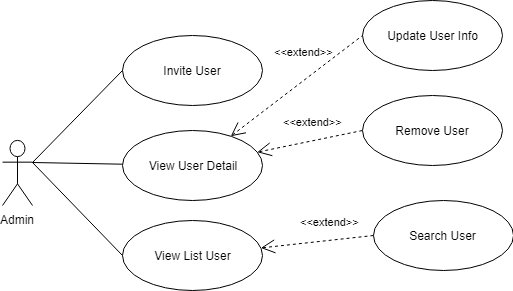 Update User Info
<<extend>>
Invite User
<<extend>>
Remove User
View User Detail
Admin
<<extend>>
Search User
View List User